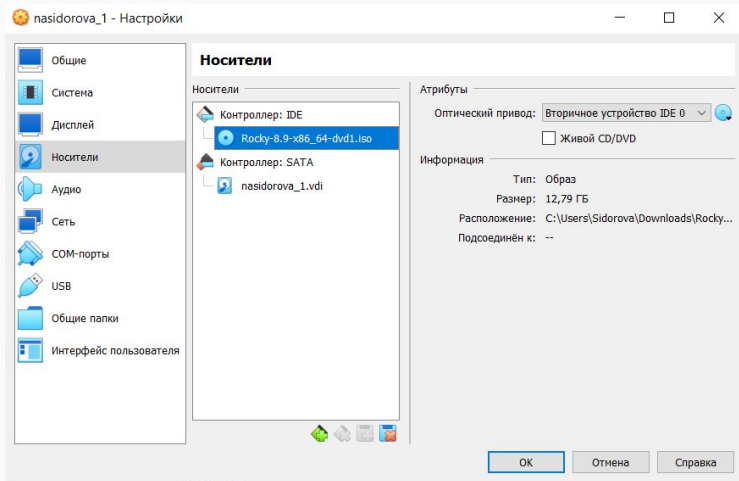 nasidorova_1 - Настройки
Общие
Система
Дисплей
Носители
Аудио
Сеть
COM-порты
USB
Общие папки
Интерфейс пользователя
Носители
Носители
Контроллер: IDE
Rocky-8.9-x86_64-dvd1.iso
Контроллер: SATA
nasidorova_1.vdi
Атрибуты
Оптический привод: Вторичное устройство IDE 0
Живой CD/DVD
Информация
Тип: Образ
Размер: 12,79 ГБ
Расположение: C:\Users\Sidorova\Downloads\Rocky...
Подсоединён к: --
ОК Отмена Справка